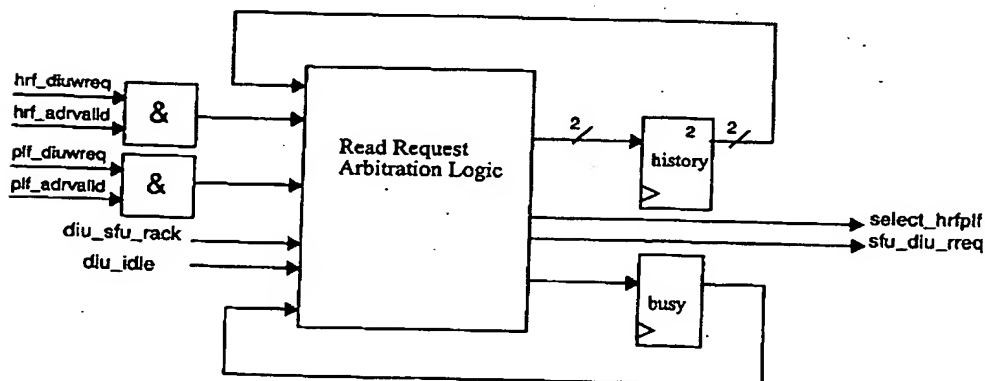 hrf_diuwreq
hrf_adrvalid
&
plf_diuwreq
plf_adrvalid
&
diu_sfu_rack
diu_idle
Read Request
Arbitration Logic
2
2
2
history
select_hrfplf
sfu_diu_rreq
busy